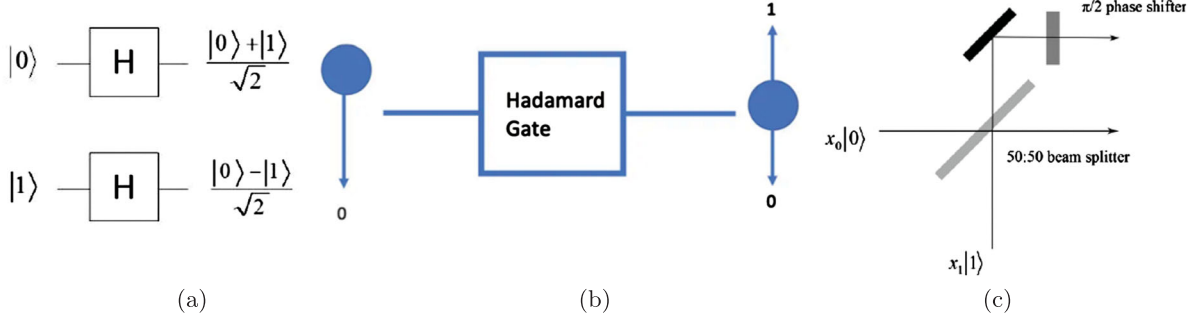 |0⟩ H |0⟩+|1⟩
√2
|1⟩ H |0⟩−|1⟩
√2
(a)
0
Hadamard
Gate
1
0
(b)
π/2 phase shifter
x₀|0⟩
50:50 beam splitter
x₁|1⟩
(c)